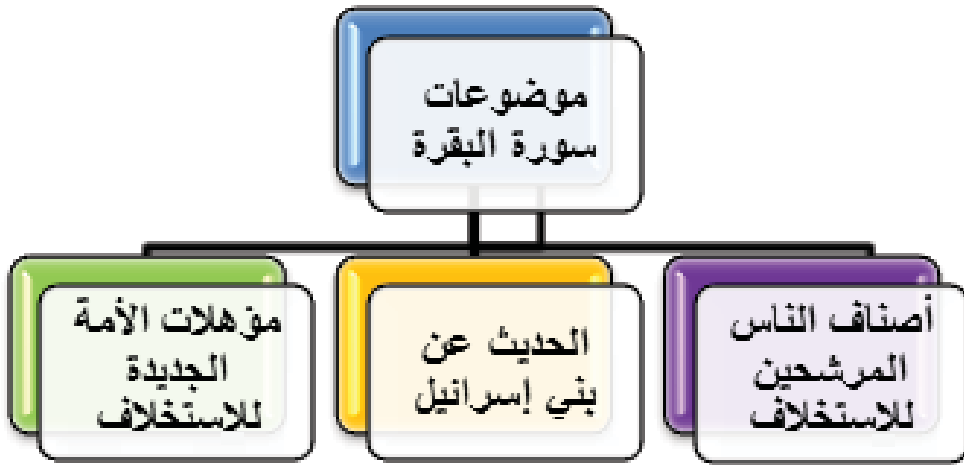 موضوعات
سورة البقرة
أصناف الناس
المرشحين
للاستخلاف
الحديث عن
بني إسرائيل
مؤهلات الأمة
الجديدة
للاستخلاف